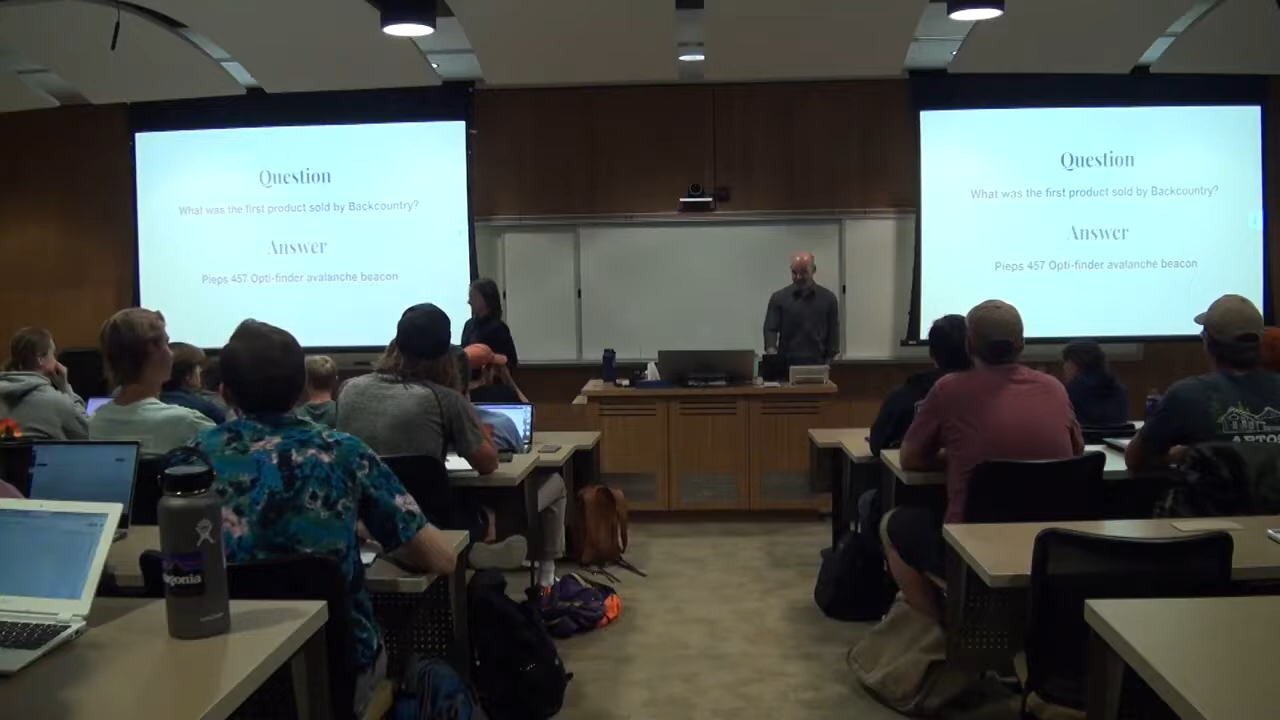 Question
What was the first product sold by Backcountry?
Answer
Pieps 457 Opti-finder avalanche beacon
Question
What was the first product sold by Backcountry?
Answer
Pieps 457 Opti-finder avalanche beacon